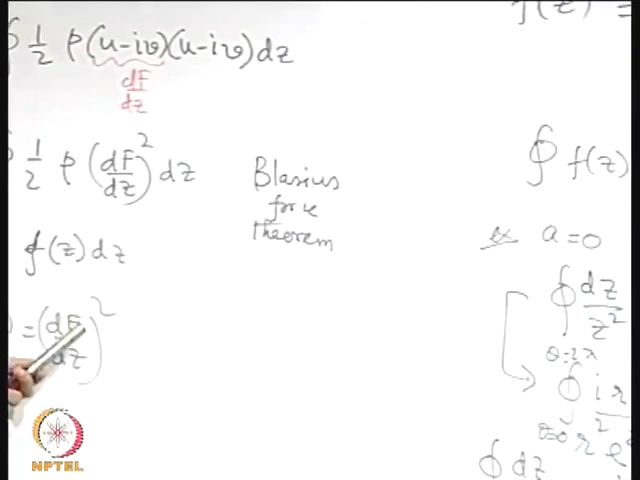 ∮ 1/2 ρ(u-iv)(u-iv)dz
dF/dz
∮ 1/2 ρ (dF/dz)² dz
Blasius
force
theorem
f(z)dz
= (dF/dz)²
f(z) =
∮ f(z)
ex a=0
∮ dz/z²
θ=2π
∮ i r
θ=0 r² e
∮ dz
NPTEL